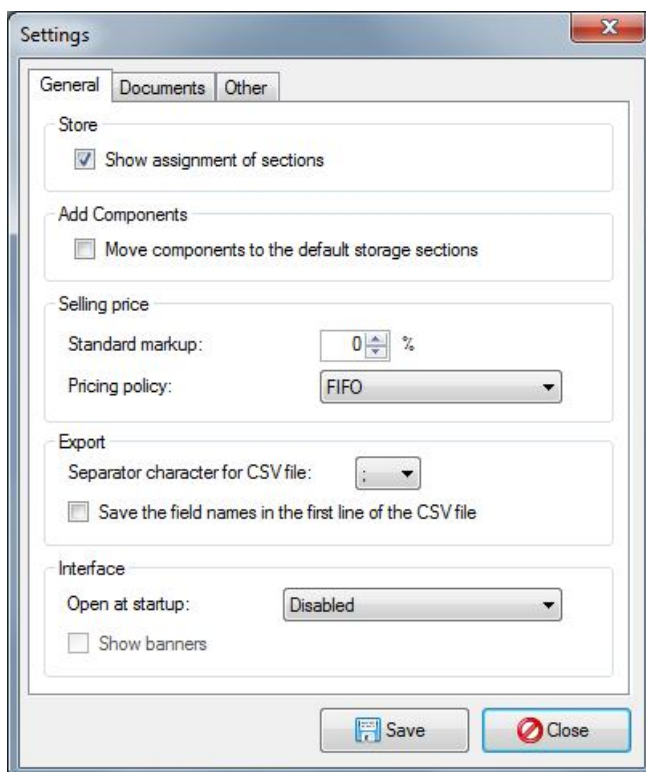 Settings
General Documents Other
Store
Show assignment of sections
Add Components
Move components to the default storage sections
Selling price
Standard markup: 0 %
Pricing policy: FIFO
Export
Separator character for CSV file: ;
Save the field names in the first line of the CSV file
Interface
Open at startup: Disabled
Show banners
Save Close